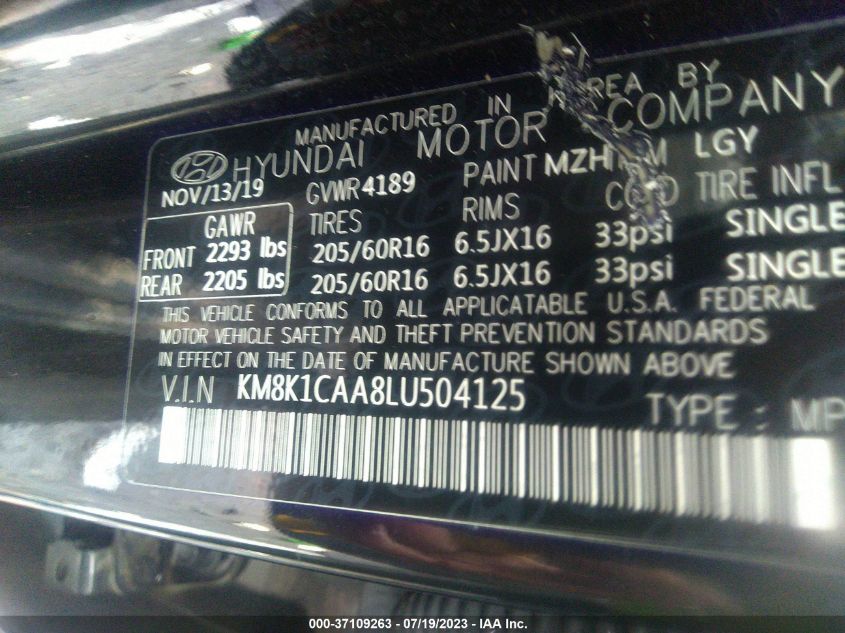 MANUFACTURED IN KOREA BY
HYUNDAI MOTOR COMPANY
NOV/13/19 GVWR 4189 PAINT LGY
GAWR TIRES RIMS COLD TIRE INFL
FRONT 2293 lbs 205/60R16 6.5JX16 33psi SINGLE
REAR 2205 lbs 205/60R16 6.5JX16 33psi SINGLE
THIS VEHICLE CONFORMS TO ALL APPLICATABLE U.S.A. FEDERAL
MOTOR VEHICLE SAFETY AND THEFT PREVENTION STANDARDS
IN EFFECT ON THE DATE OF MANUFACTURE SHOWN ABOVE
V.I.N KM8K1CAA8LU504125 TYPE : MP
000-37109263 - 07/19/2023 - IAA Inc.